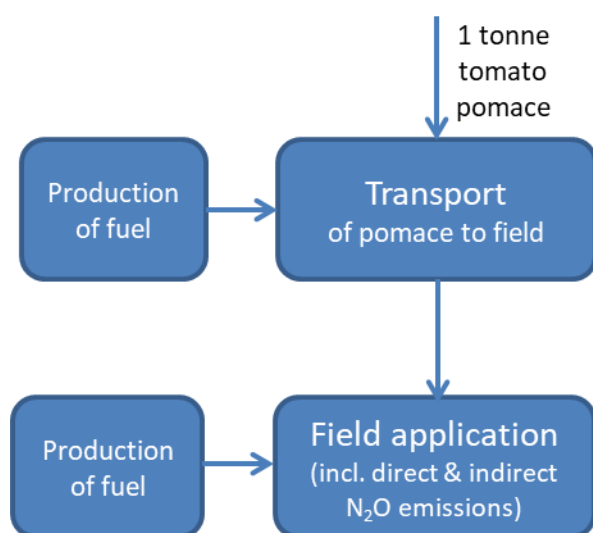 1 tonne
tomato
pomace
Production
of fuel
Transport
of pomace to field
Production
of fuel
Field application
(incl. direct & indirect
N₂O emissions)